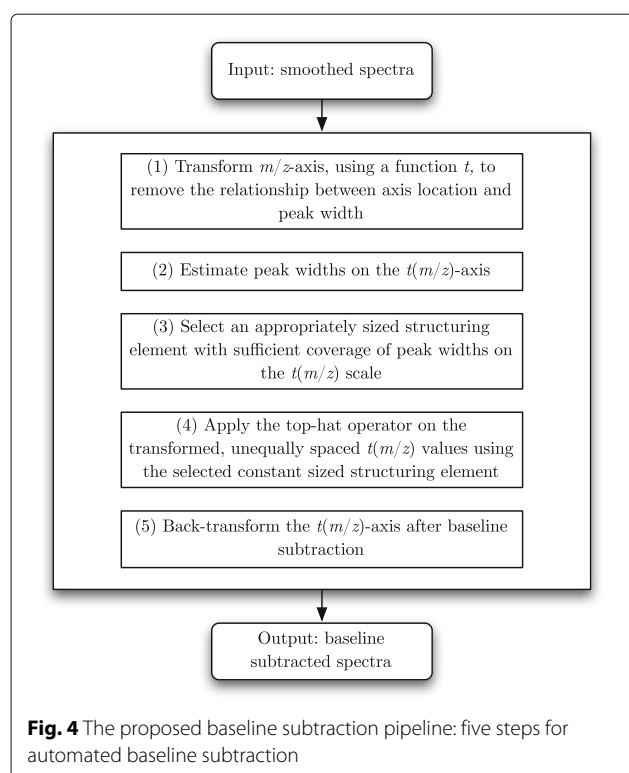 Input: smoothed spectra
(1) Transform m/z-axis, using a function t, to
remove the relationship between axis location and
peak width
(2) Estimate peak widths on the t(m/z)-axis
(3) Select an appropriately sized structuring
element with sufficient coverage of peak widths on
the t(m/z) scale
(4) Apply the top-hat operator on the
transformed, unequally spaced t(m/z) values using
the selected constant sized structuring element
(5) Back-transform the t(m/z)-axis after baseline
subtraction
Output: baseline
subtracted spectra
Fig. 4 The proposed baseline subtraction pipeline: five steps for
automated baseline subtraction